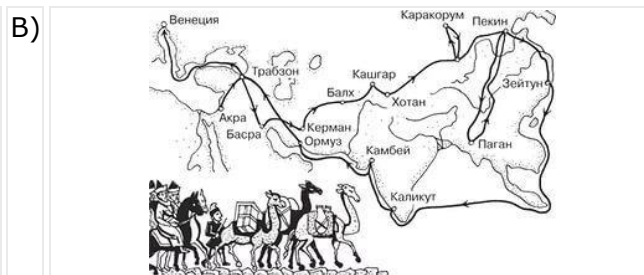 В)
Венеция
Каракорум
Пекин
Трабзон
Кашгар
Зейтун
Балх
Хотан
Акра
Басра
Керман
Ормуз
Паган
Камбей
Каликут